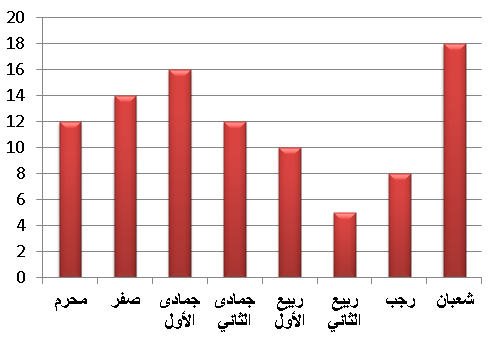 20
18
16
14
12
10
8
6
4
2
0
محرم
صفر
جمادى
الأول
جمادى
الثاني
ربيع
الأول
ربيع
الثاني
رجب
شعبان